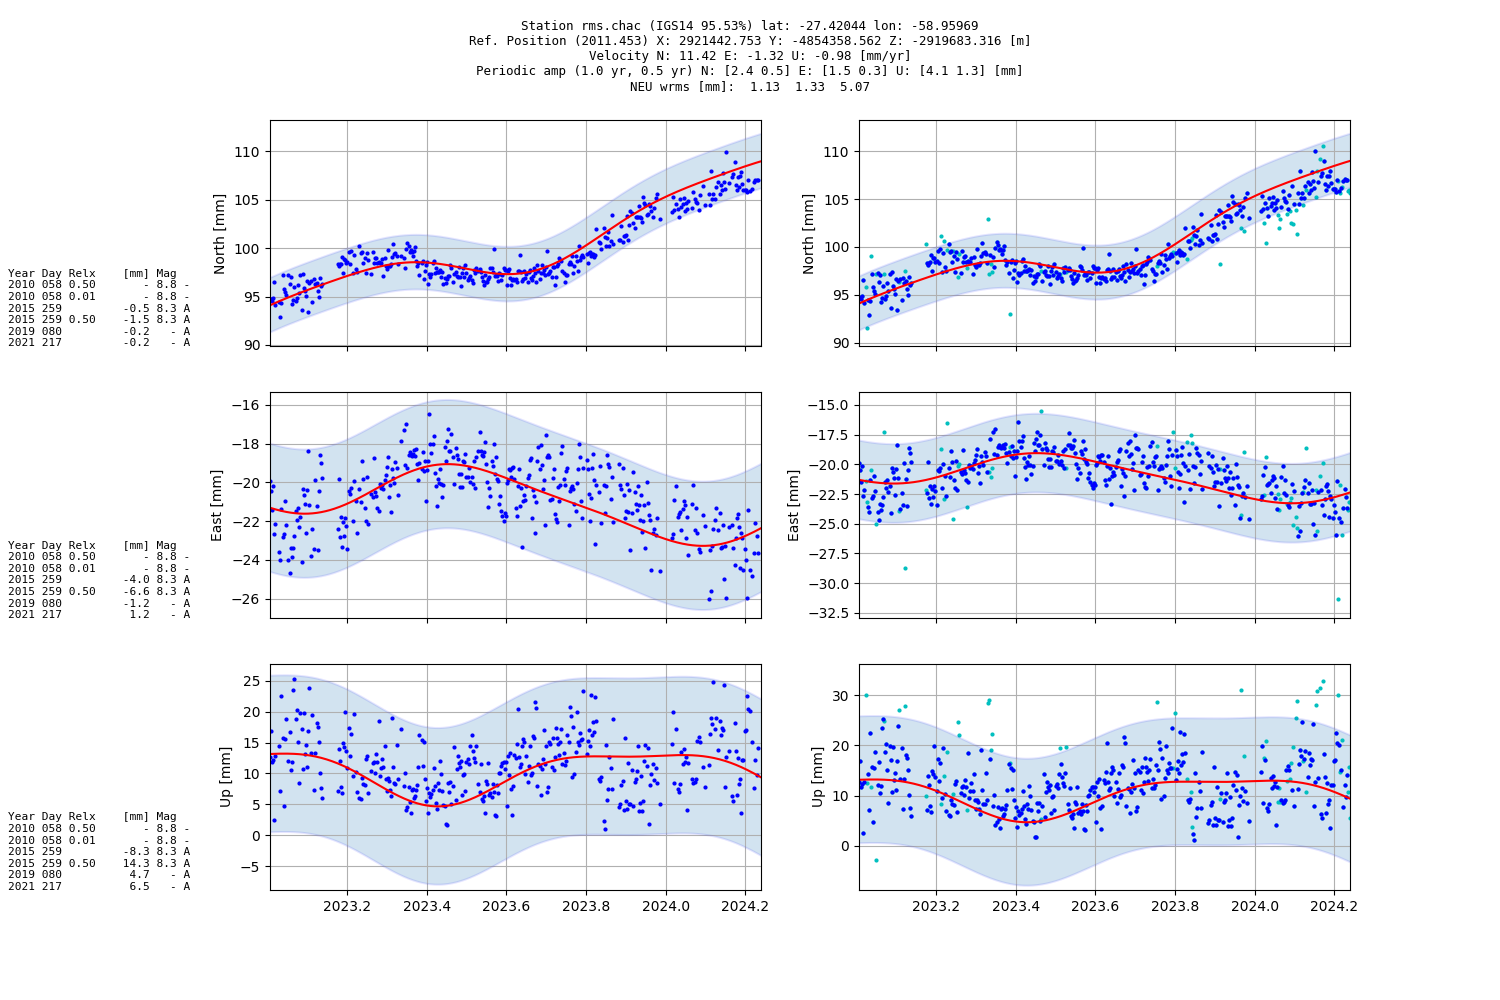 Station rms.chac (IGS14 95.53%) lat: -27.42044 lon: -58.95969
Ref. Position (2011.453) X: 2921442.753 Y: -4854358.562 Z: -2919683.316 [m]
Velocity N: 11.42 E: -1.32 U: -0.98 [mm/yr]
Periodic amp (1.0 yr, 0.5 yr) N: [2.4 0.5] E: [1.5 0.3] U: [4.1 1.3] [mm]
NEU wrms [mm]: 1.13 1.33 5.07
Year Day Relx [mm] Mag
2010 058 0.50 - 8.8 -
2010 058 0.01 - 8.8 -
2015 259 -0.5 8.3 A
2015 259 0.50 -1.5 8.3 A
2019 080 -0.2 - A
2021 217 -0.2 - A
North [mm]
110
105
100
95
90
North [mm]
110
105
100
95
90
Year Day Relx [mm] Mag
2010 058 0.50 - 8.8 -
2010 058 0.01 - 8.8 -
2015 259 -4.0 8.3 A
2015 259 0.50 -6.6 8.3 A
2019 080 -1.2 - A
2021 217 1.2 - A
East [mm]
−16
−18
−20
−22
−24
−26
East [mm]
−15.0
−17.5
−20.0
−22.5
−25.0
−27.5
−30.0
−32.5
Year Day Relx [mm] Mag
2010 058 0.50 - 8.8 -
2010 058 0.01 - 8.8 -
2015 259 -8.3 8.3 A
2015 259 0.50 14.3 8.3 A
2019 080 4.7 - A
2021 217 6.5 - A
Up [mm]
25
20
15
10
5
0
−5
2023.2 2023.4 2023.6 2023.8 2024.0 2024.2
Up [mm]
30
20
10
0
2023.2 2023.4 2023.6 2023.8 2024.0 2024.2